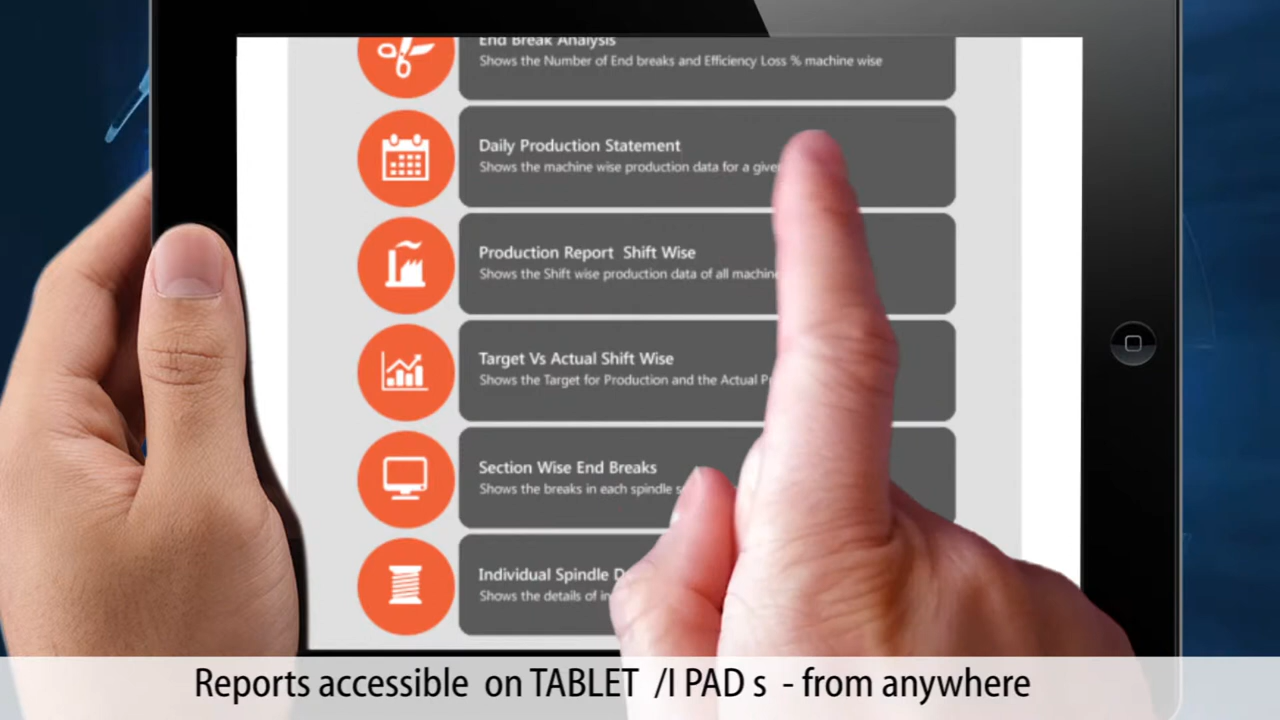 End Break Analysis
Shows the Number of End breaks and Efficiency Loss % machine wise
Daily Production Statement
Shows the machine wise production data for a
Production Report Shift Wise
Shows the Shift wise production data of all
Target Vs Actual Shift Wise
Shows the Target for Production and the Actual
Section Wise End Breaks
Shows the breaks in each spindle
Individual Spindle
Shows the details of
Reports accessible on TABLET /I PAD s - from anywhere